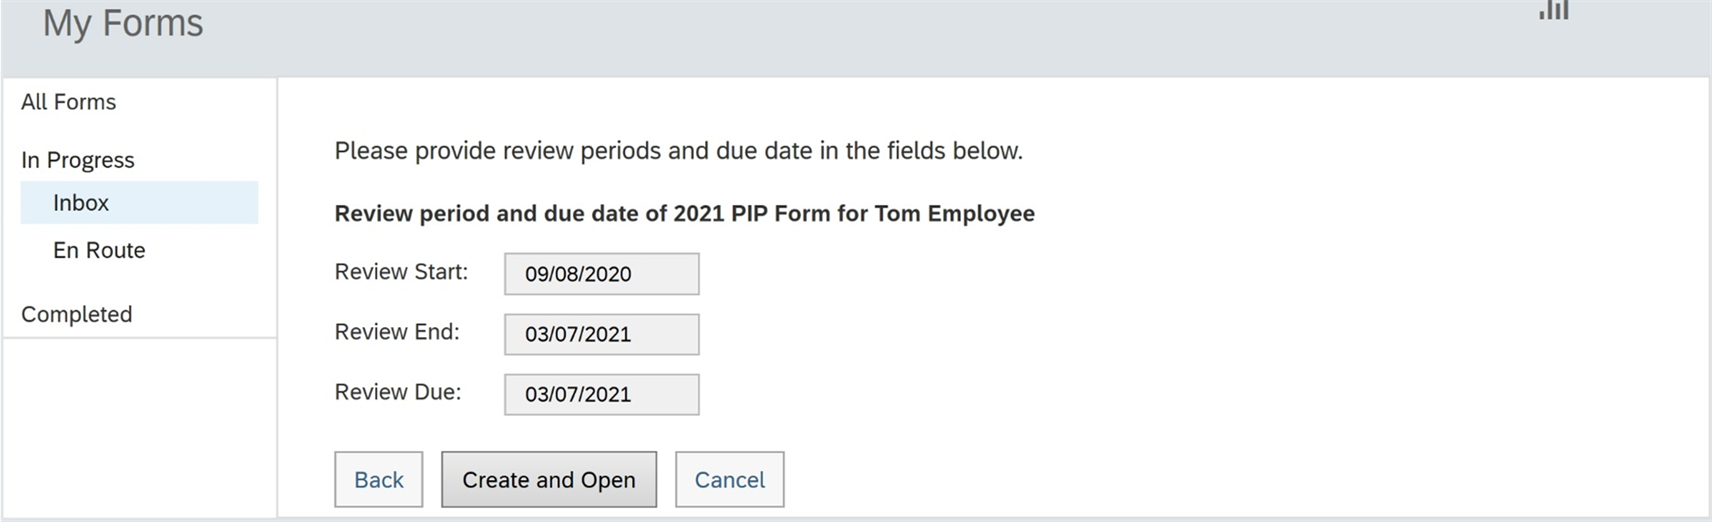 My Forms
All Forms
In Progress
Inbox
En Route
Completed
Please provide review periods and due date in the fields below.
Review period and due date of 2021 PIP Form for Tom Employee
Review Start: 09/08/2020
Review End: 03/07/2021
Review Due: 03/07/2021
Back Create and Open Cancel